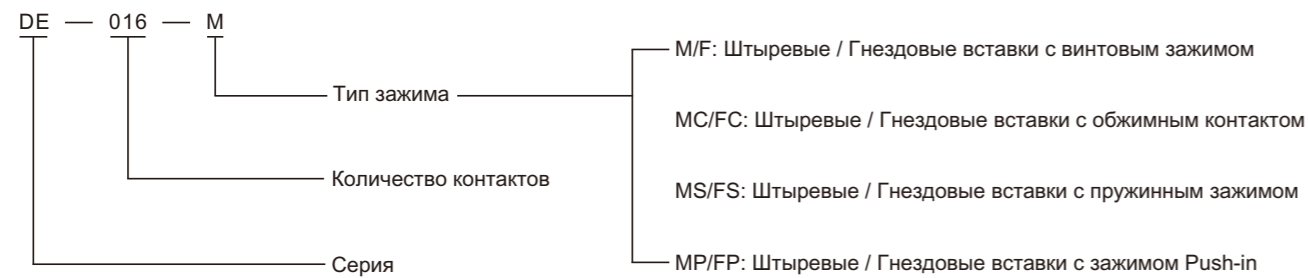 DE — 016 — M
M/F: Штыревые / Гнездовые вставки с винтовым зажимом
Тип зажима
MC/FC: Штыревые / Гнездовые вставки с обжимным контактом
Количество контактов
MS/FS: Штыревые / Гнездовые вставки с пружинным зажимом
Серия
MP/FP: Штыревые / Гнездовые вставки с зажимом Push-in